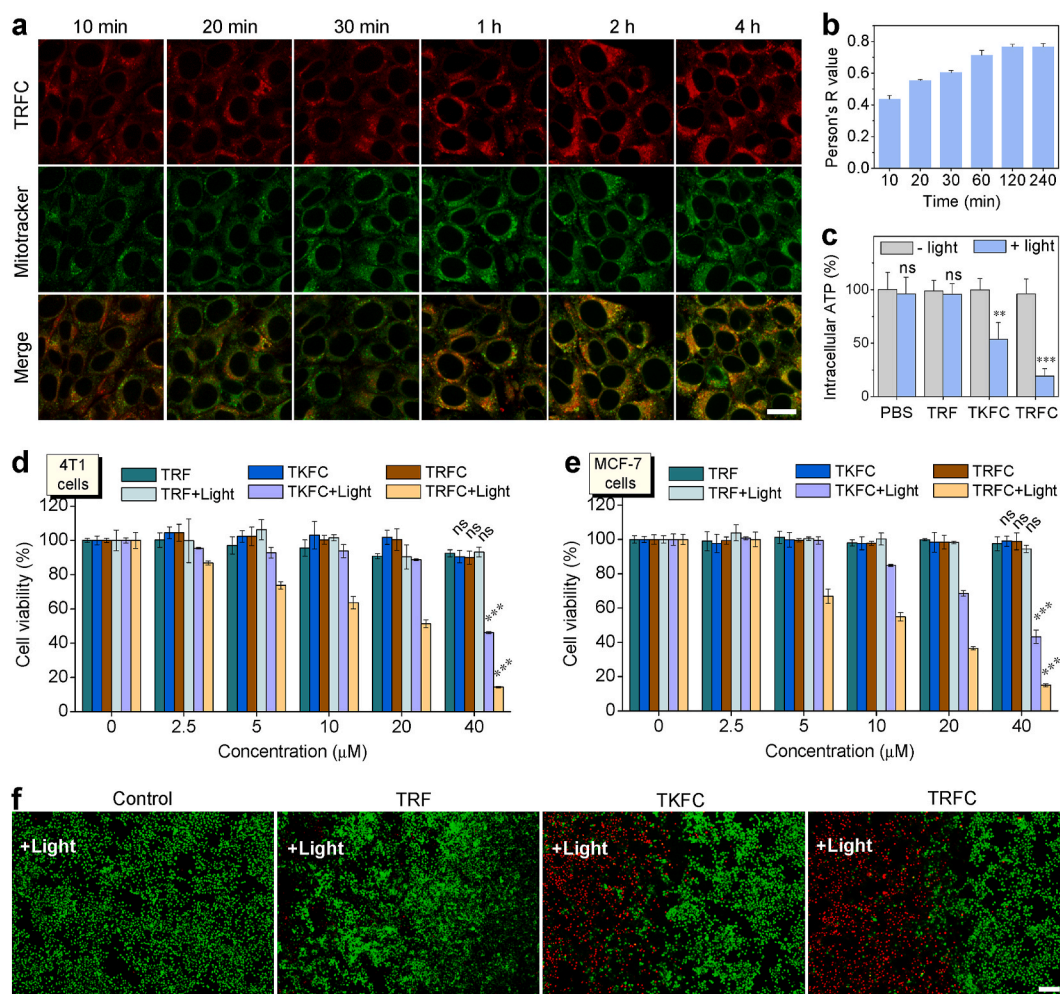 a
10 min 20 min 30 min 1 h 2 h 4 h
TRFC
Mitotracker
Merge
b
Person's R value
0.8
0.6
0.4
0.2
0.0
10 20 30 60 120 240
Time (min)
c
- light + light
Intracellular ATP (%)
100
50
0
ns ns ** ***
PBS TRF TKFC TRFC
d
4T1
cells
TRF TKFC TRFC
TRF+Light TKFC+Light TRFC+Light
Cell viability (%)
120
100
80
60
40
20
0
ns ns ns
***
***
0 2.5 5 10 20 40
Concentration (μM)
e
MCF-7
cells
TRF TKFC TRFC
TRF+Light TKFC+Light TRFC+Light
Cell viability (%)
120
100
80
60
40
20
0
ns ns ns
***
***
0 2.5 5 10 20 40
Concentration (μM)
f
Control TRF TKFC TRFC
+Light +Light +Light +Light